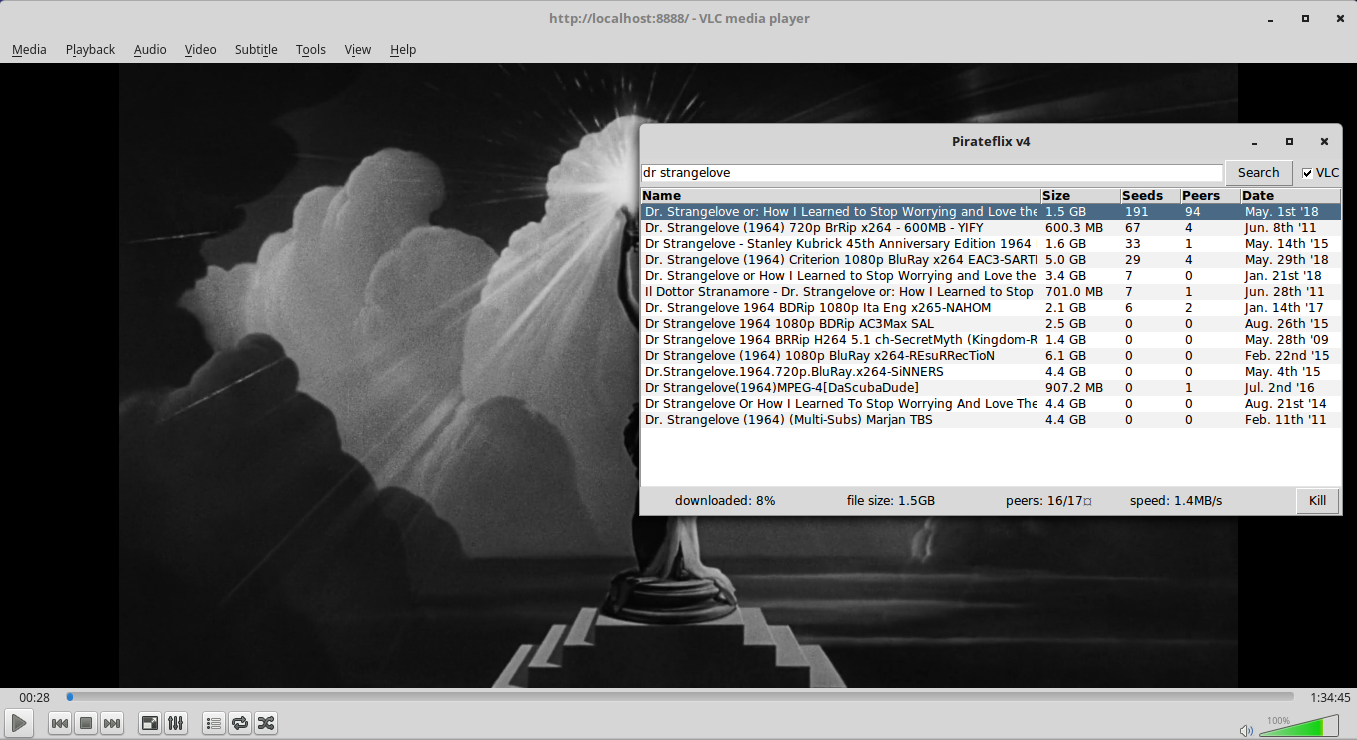 http://localhost:8888/ - VLC media player
Media Playback Audio Video Subtitle Tools View Help
Pirateflix v4
dr strangelove Search VLC
Name Size Seeds Peers Date
Dr. Strangelove or: How I Learned to Stop Worrying and Love the 1.5 GB 191 94 May. 1st '18
Dr. Strangelove (1964) 720p BrRip x264 - 600MB - YIFY 600.3 MB 67 4 Jun. 8th '11
Dr Strangelove - Stanley Kubrick 45th Anniversary Edition 1964 1.6 GB 33 1 May. 14th '15
Dr. Strangelove (1964) Criterion 1080p BluRay x264 EAC3-SARTI 5.0 GB 29 4 May. 29th '18
Dr. Strangelove or How I Learned to Stop Worrying and Love the 3.4 GB 7 0 Jan. 21st '18
Il Dottor Stranamore - Dr. Strangelove or: How I Learned to Stop 701.0 MB 7 1 Jun. 28th '11
Dr. Strangelove 1964 BDRip 1080p Ita Eng x265-NAHOM 2.1 GB 6 2 Jan. 14th '17
Dr Strangelove 1964 1080p BDRip AC3Max SAL 2.5 GB 0 0 Aug. 26th '15
Dr Strangelove 1964 BRRip H264 5.1 ch-SecretMyth (Kingdom-R 1.4 GB 0 0 May. 28th '09
Dr Strangelove (1964) 1080p BluRay x264-REsuRRecTioN 6.1 GB 0 0 Feb. 22nd '15
Dr.Strangelove.1964.720p.BluRay.x264-SiNNERS 4.4 GB 0 0 May. 4th '15
Dr Strangelove(1964)MPEG-4[DaScubaDude] 907.2 MB 0 1 Jul. 2nd '16
Dr Strangelove Or How I Learned To Stop Worrying And Love The 4.4 GB 0 0 Aug. 21st '14
Dr. Strangelove (1964) (Multi-Subs) Marjan TBS 4.4 GB 0 0 Feb. 11th '11
downloaded: 8% file size: 1.5GB peers: 16/17¤ speed: 1.4MB/s Kill
00:28 1:34:45
100%